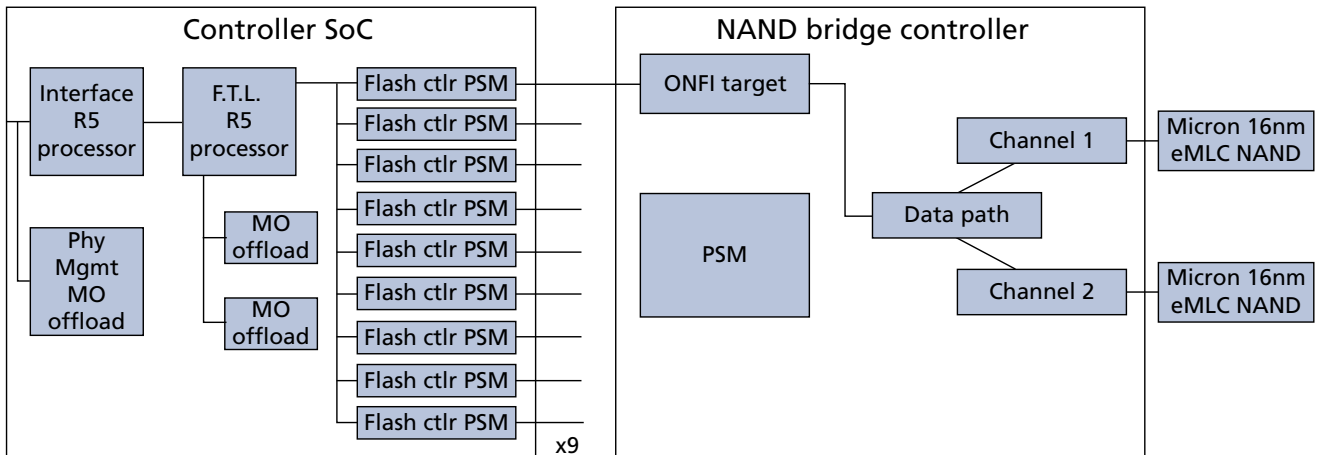 Controller SoC
Interface
R5
processor
F.T.L.
R5
processor
Phy
Mgmt
MO
offload
MO
offload
MO
offload
Flash ctlr PSM
Flash ctlr PSM
Flash ctlr PSM
Flash ctlr PSM
Flash ctlr PSM
Flash ctlr PSM
Flash ctlr PSM
Flash ctlr PSM
Flash ctlr PSM
x9
NAND bridge controller
ONFI target
PSM
Data path
Channel 1
Channel 2
Micron 16nm
eMLC NAND
Micron 16nm
eMLC NAND